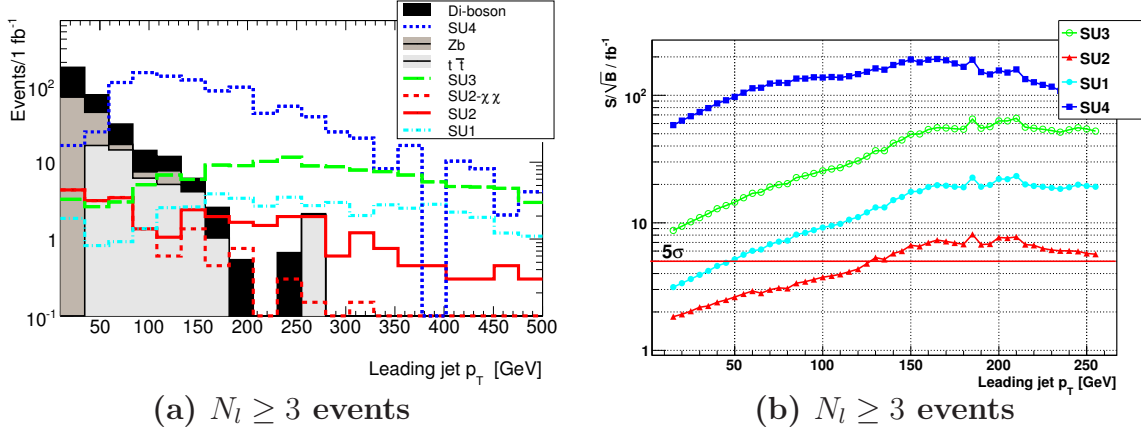 Events/1 fb⁻¹
10²
10
1
10⁻¹
Di-boson
SU4
Zb
t t̅
SU3
SU2-χχ
SU2
SU1
50 100 150 200 250 300 350 400 450 500
Leading jet p_T [GeV]
(a) N_l ≥ 3 events
S/√B / fb⁻¹
10²
10
1
5σ
SU3
SU2
SU1
SU4
50 100 150 200 250
Leading jet p_T [GeV]
(b) N_l ≥ 3 events